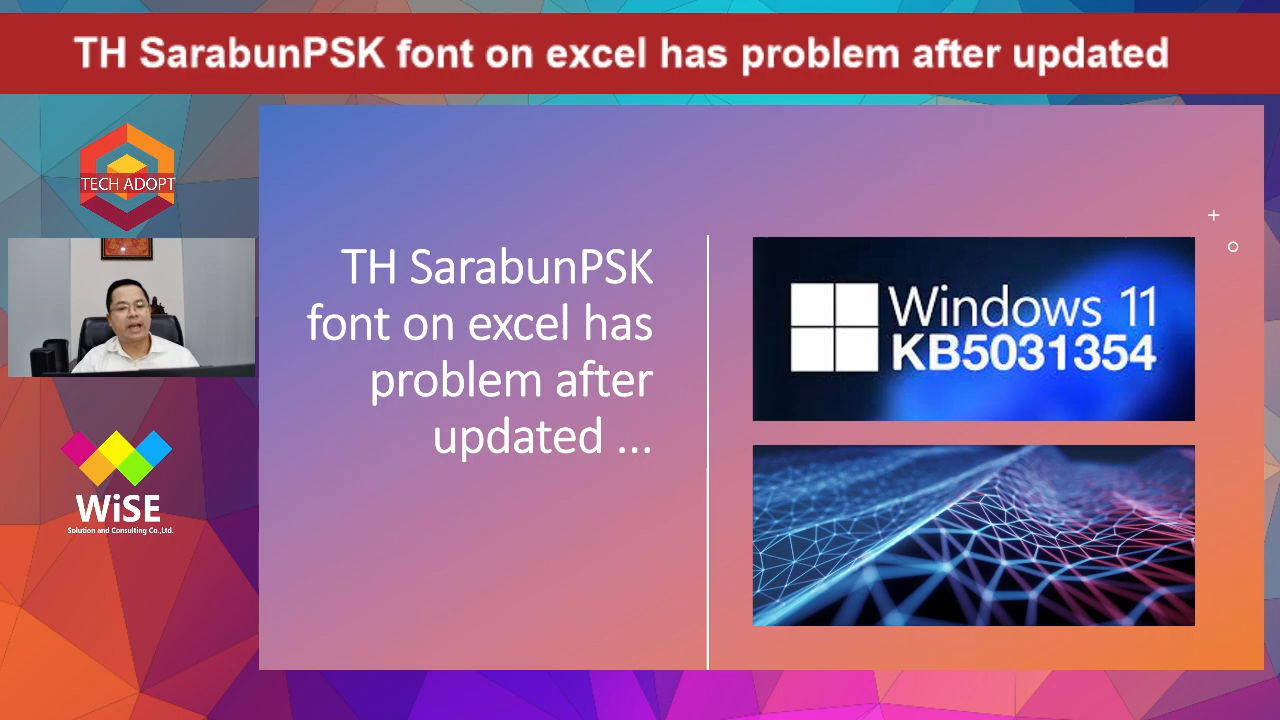 TH SarabunPSK font on excel has problem after updated
TECH ADOPT
WiSE
Solution and Consulting Co.,Ltd.
TH SarabunPSK
font on excel has
problem after
updated ...
Windows 11
KB5031354